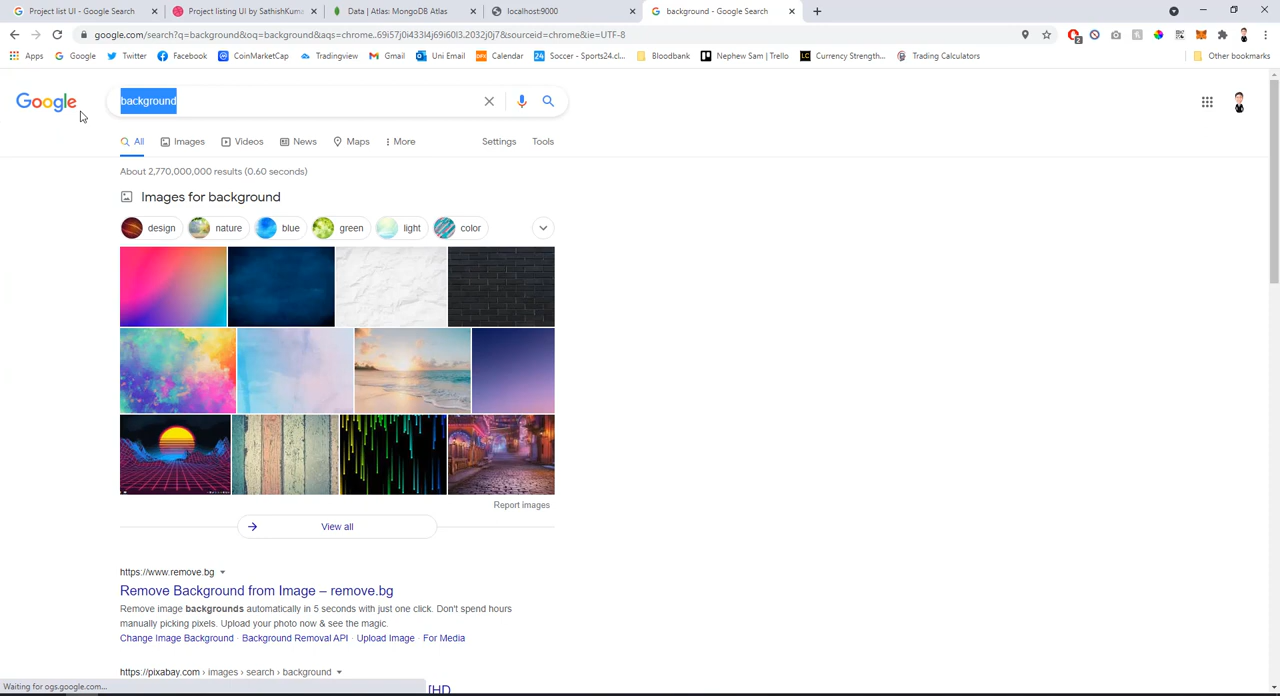 Project list UI - Google Search
Project listing UI by SathishKuma
Data | Atlas: MongoDB Atlas
localhost:9000
background - Google Search
google.com/search?q=background&oq=background&aqs=chrome..69i57j0i433l4j69i60l3.2032j0j7&sourceid=chrome&ie=UTF-8
2
Apps
Google
Twitter
Facebook
CoinMarketCap
Tradingview
Gmail
Uni Email
Calendar
24
Soccer - Sports24.cl...
Bloodbank
Nephew Sam | Trello
Currency Strength...
Trading Calculators
Other bookmarks
Google
background
All
Images
Videos
News
Maps
More
Settings
Tools
About 2,770,000,000 results (0.60 seconds)
Images for background
design
nature
blue
green
light
color
Report images
View all
https://www.remove.bg
Remove Background from Image – remove.bg
Remove image backgrounds automatically in 5 seconds with just one click. Don't spend hours
manually picking pixels. Upload your photo now & see the magic.
Change Image Background · Background Removal API · Upload Image · For Media
https://pixabay.com › images › search › background
[HD
Waiting for ogs.google.com...